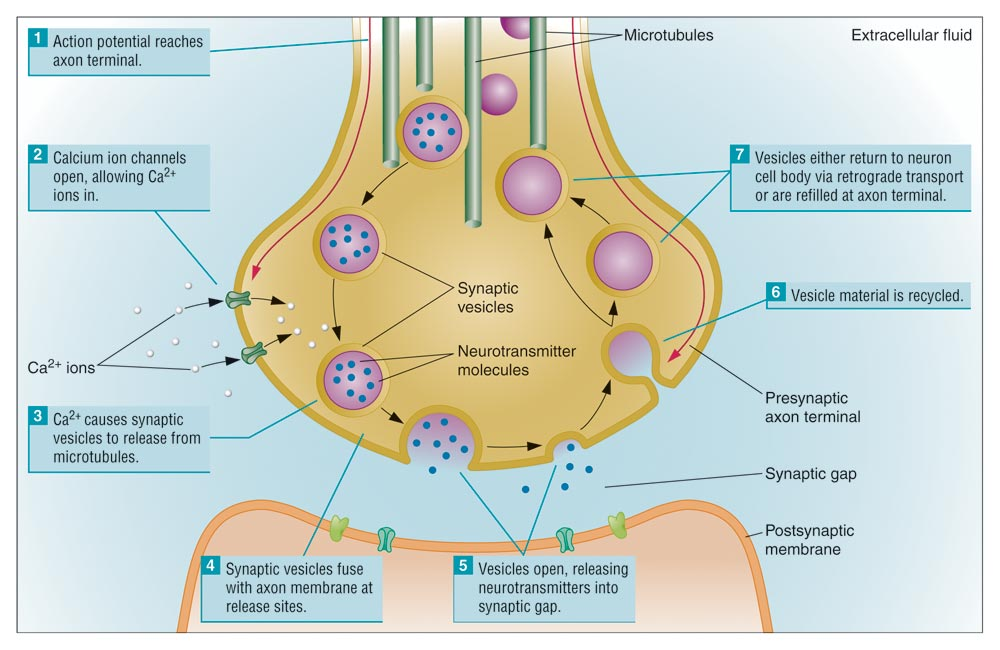 1 Action potential reaches
axon terminal.
Microtubules
Extracellular fluid
2 Calcium ion channels
open, allowing Ca²⁺
ions in.
7 Vesicles either return to neuron
cell body via retrograde transport
or are refilled at axon terminal.
Synaptic
vesicles
6 Vesicle material is recycled.
Ca²⁺ ions
Neurotransmitter
molecules
Presynaptic
axon terminal
3 Ca²⁺ causes synaptic
vesicles to release from
microtubules.
Synaptic gap
Postsynaptic
membrane
4 Synaptic vesicles fuse
with axon membrane at
release sites.
5 Vesicles open, releasing
neurotransmitters into
synaptic gap.